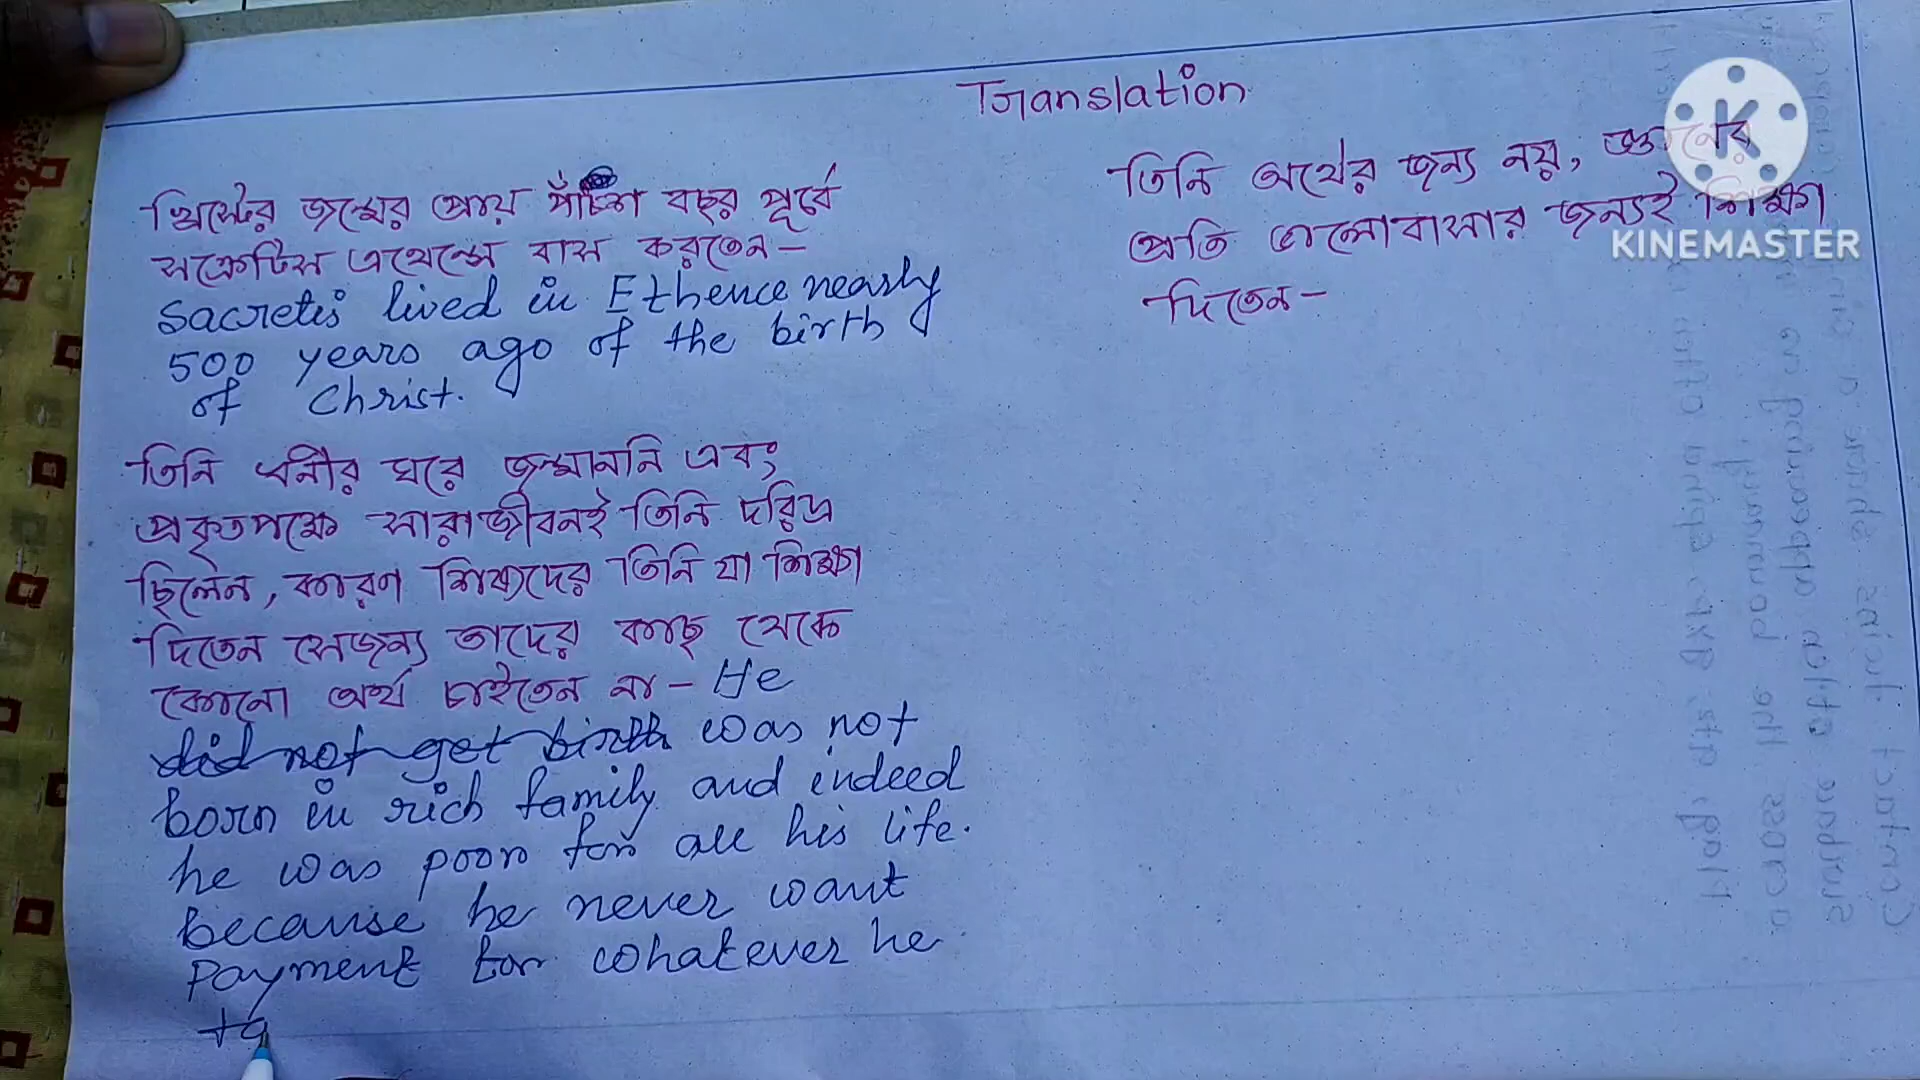 Translation
খ্রিস্টের জন্মের প্রায় পাঁচশ বছর পূর্বে
সক্রেটিস এথেন্সে বাস করতেন-
Sacretis lived in Ethence nearly
500 years ago of the birth
of Christ.
তিনি ধনীর ঘরে জন্মাননি এবং
প্রকৃতপক্ষে সারাজীবনই তিনি দরিদ্র
ছিলেন, কারণ শিষ্যদের তিনি যা শিক্ষা
দিতেন সেজন্য তাদের কাছ থেকে
কোনো অর্থ চাইতেন না- He
did not get birth was not
born in rich family and indeed
he was poor for all his life.
because he never want
payment for whatever he
ta
তিনি অর্থের জন্য নয়, জ্ঞানের
প্রতি ভালোবাসার জন্যই শিক্ষা
দিতেন-
K
KINEMASTER